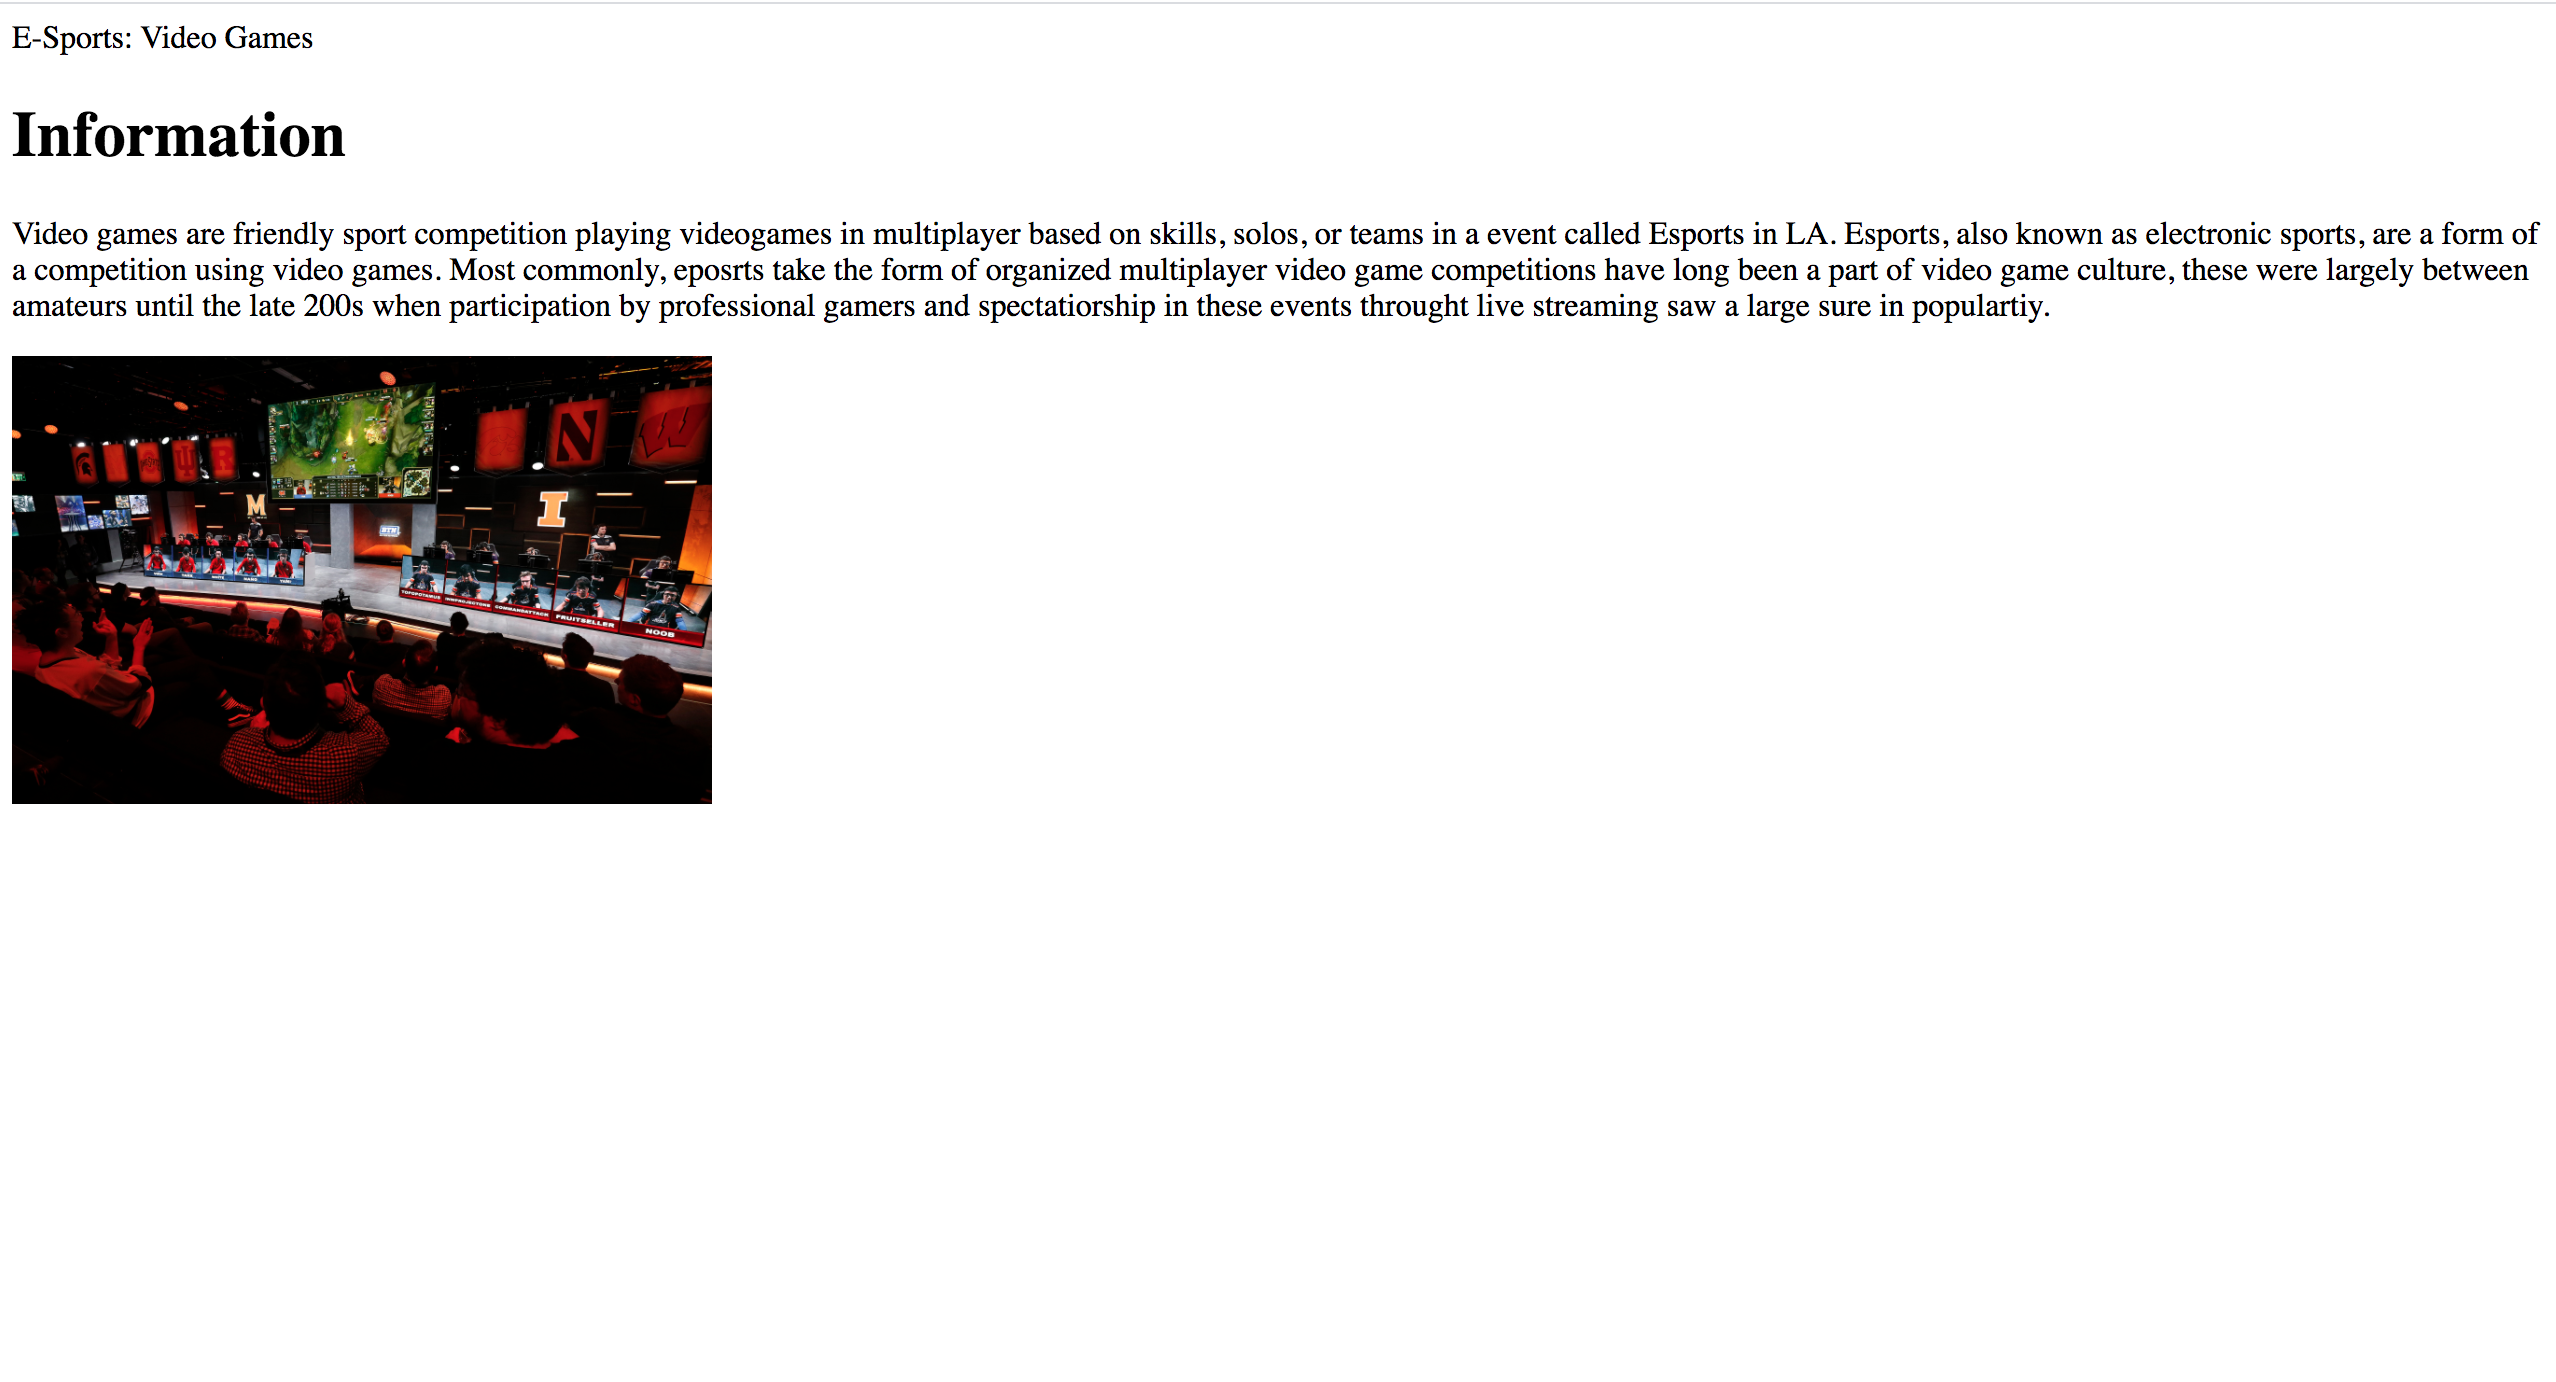 E-Sports: Video Games
Information
Video games are friendly sport competition playing videogames in multiplayer based on skills, solos, or teams in a event called Esports in LA. Esports, also known as electronic sports, are a form of
a competition using video games. Most commonly, eposrts take the form of organized multiplayer video game competitions have long been a part of video game culture, these were largely between
amateurs until the late 200s when participation by professional gamers and spectatiorship in these events throught live streaming saw a large sure in populartiy.
N
W
M
I
COMMANDATTACK
FRUITSELLER
NOOB